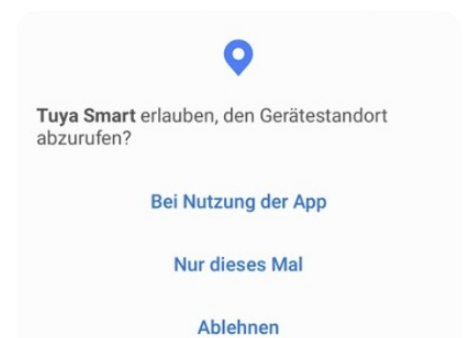 Tuya Smart erlauben, den Gerätestandort
abzurufen?
Bei Nutzung der App
Nur dieses Mal
Ablehnen